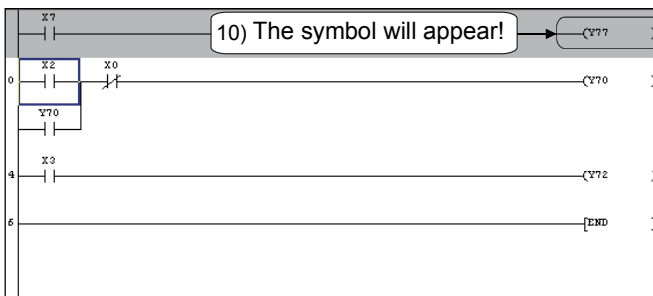 X7
10) The symbol will appear!
(Y77 )
X2 X0
0 (Y70 )
Y70
X3
4 (Y72 )
6 [END ]